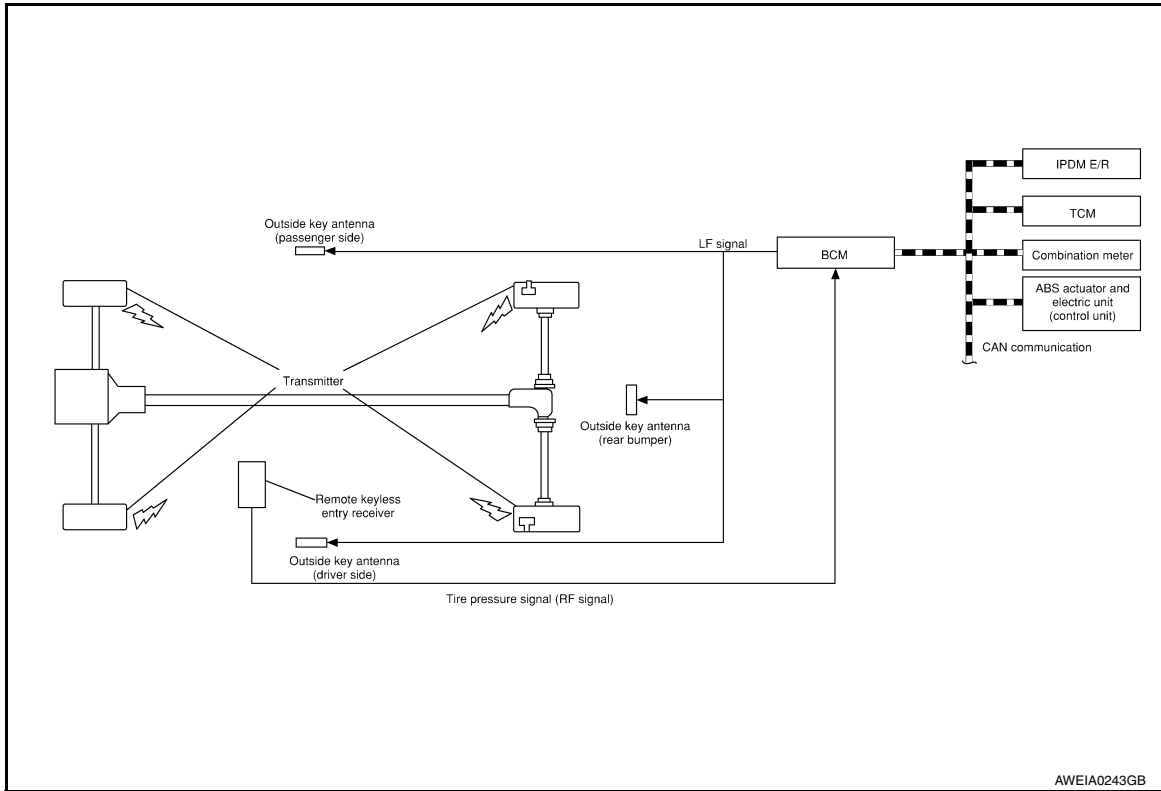 IPDM E/R
TCM
Outside key antenna
(passenger side)
LF signal
BCM
Combination meter
ABS actuator and
electric unit
(control unit)
CAN communication
Transmitter
Outside key antenna
(rear bumper)
Remote keyless
entry receiver
Outside key antenna
(driver side)
Tire pressure signal (RF signal)
AWEIA0243GB